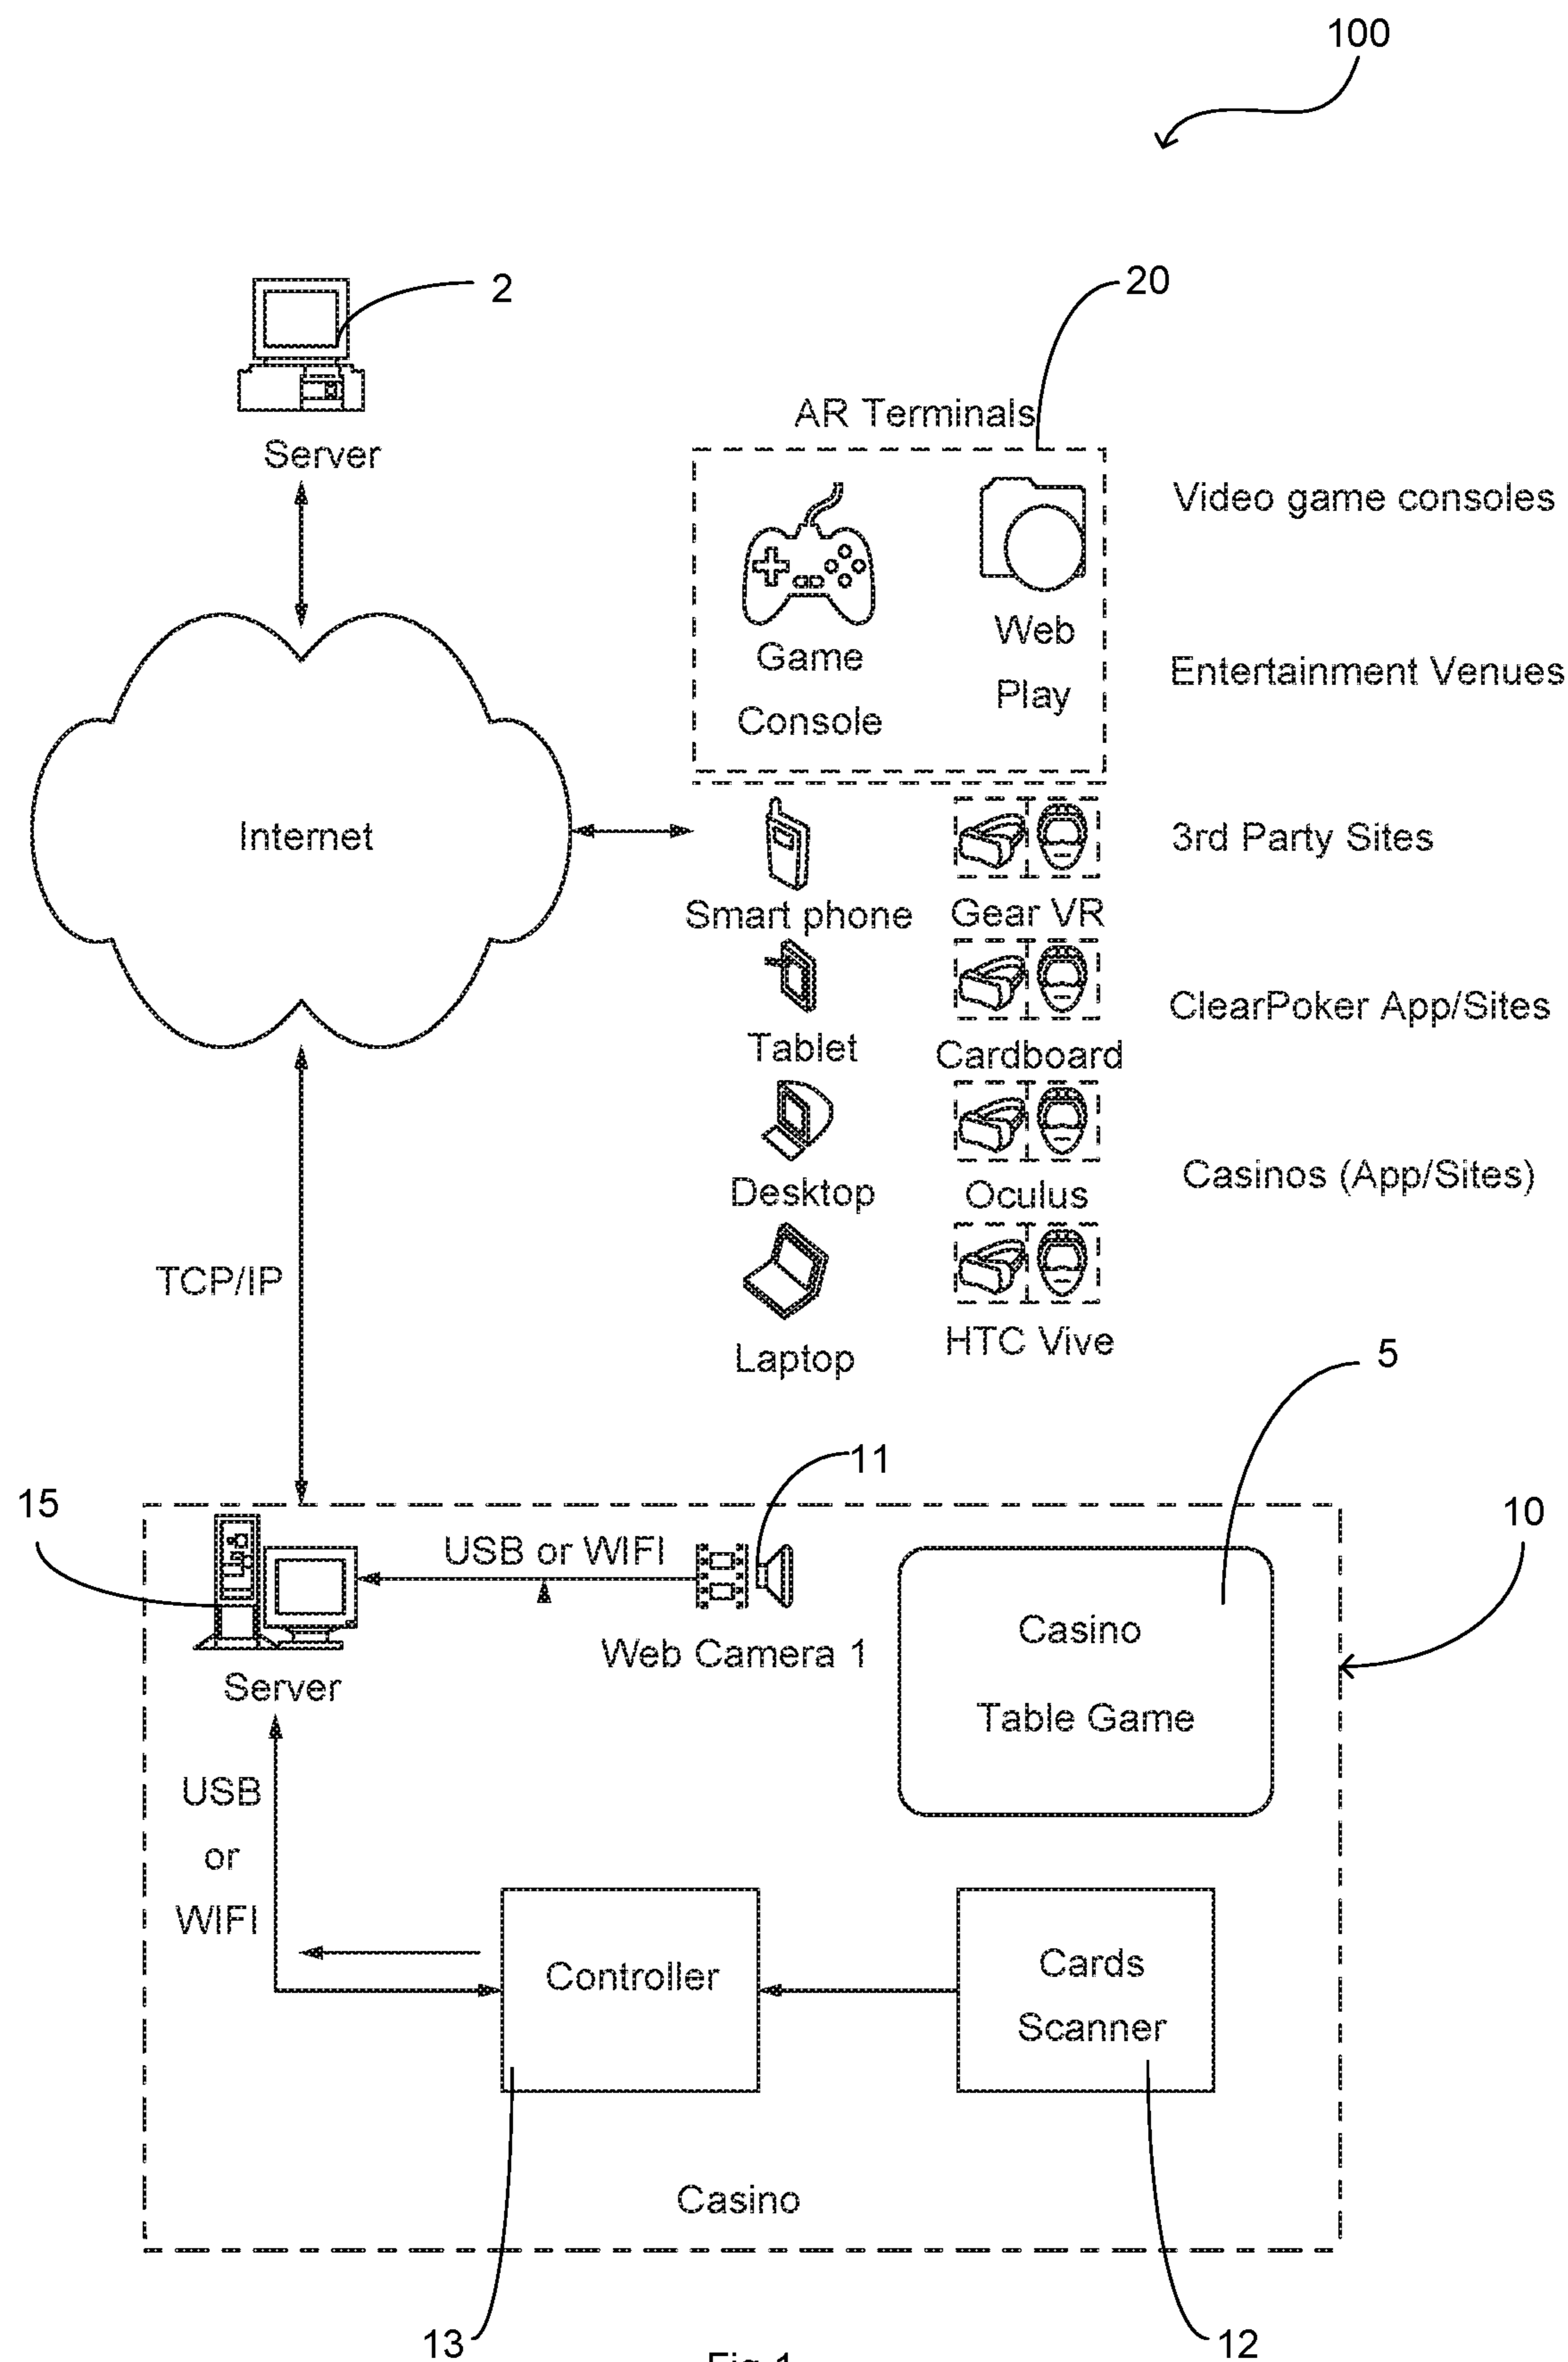 100
2
20
Server
AR Terminals
Game
Console
Web
Play
Video game consoles
Entertainment Venues
Internet
3rd Party Sites
Smart phone
Gear VR
ClearPoker App/Sites
Tablet
Cardboard
Desktop
Oculus
Casinos (App/Sites)
Laptop
HTC Vive
TCP/IP
5
11
15
10
USB or WIFI
Web Camera 1
Server
Casino
Table Game
USB
or
WIFI
Controller
Cards
Scanner
Casino
13
12
Fig 1